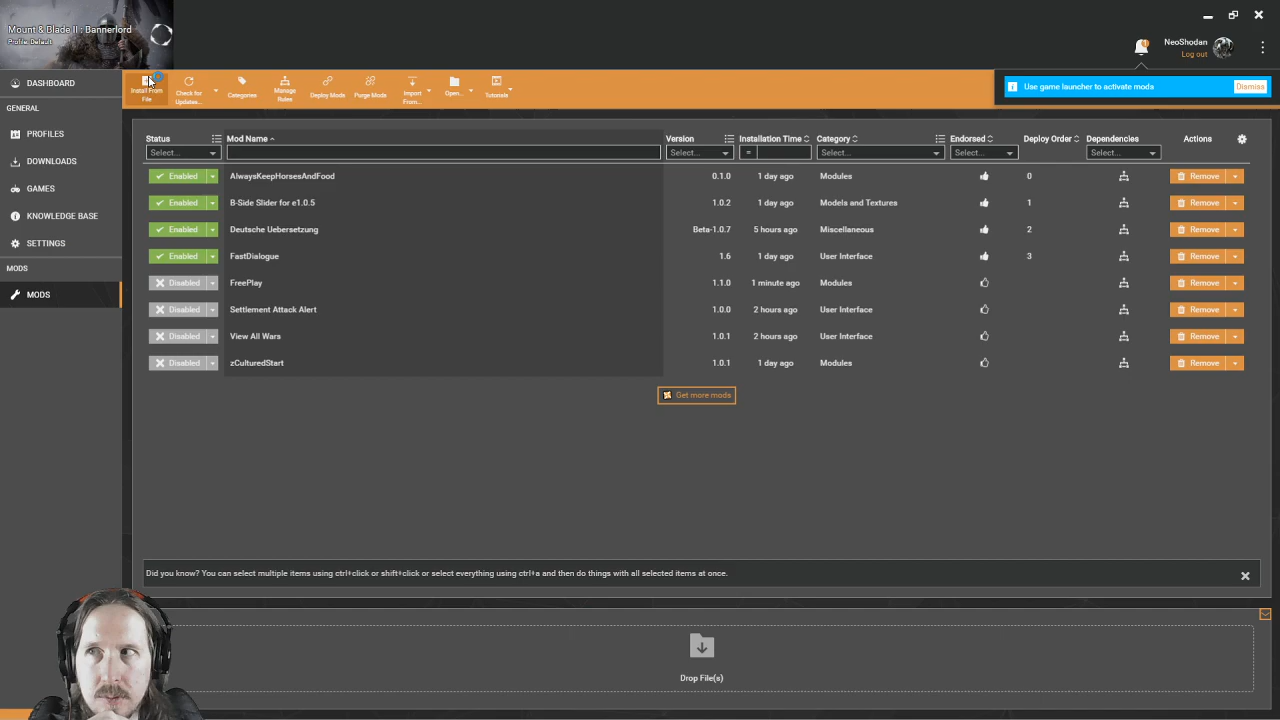 Mount & Blade II : Bannerlord
Profile: Default
NeoShodan
Log out
DASHBOARD
GENERAL
PROFILES
DOWNLOADS
GAMES
KNOWLEDGE BASE
SETTINGS
MODS
MODS
Install From File
Check for Updates...
Categories
Manage Rules
Deploy Mods
Purge Mods
Import From...
Open...
Tutorials
Use game launcher to activate mods
Dismiss
Status Mod Name Version Installation Time Category Endorsed Deploy Order Dependencies Actions
Select... Select... = Select... Select... Select...
Enabled AlwaysKeepHorsesAndFood 0.1.0 1 day ago Modules 0 Remove
Enabled B-Side Slider for e1.0.5 1.0.2 1 day ago Models and Textures 1 Remove
Enabled Deutsche Uebersetzung Beta-1.0.7 5 hours ago Miscellaneous 2 Remove
Enabled FastDialogue 1.6 1 day ago User Interface 3 Remove
Disabled FreePlay 1.1.0 1 minute ago Modules Remove
Disabled Settlement Attack Alert 1.0.0 2 hours ago User Interface Remove
Disabled View All Wars 1.0.1 2 hours ago User Interface Remove
Disabled zCulturedStart 1.0.1 1 day ago Modules Remove
Get more mods
Did you know? You can select multiple items using ctrl+click or shift+click or select everything using ctrl+a and then do things with all selected items at once.
Drop File(s)